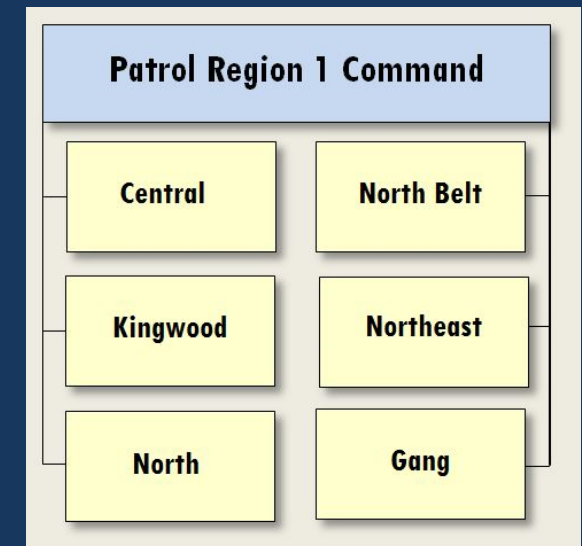 Patrol Region 1 Command
Central
North Belt
Kingwood
Northeast
North
Gang